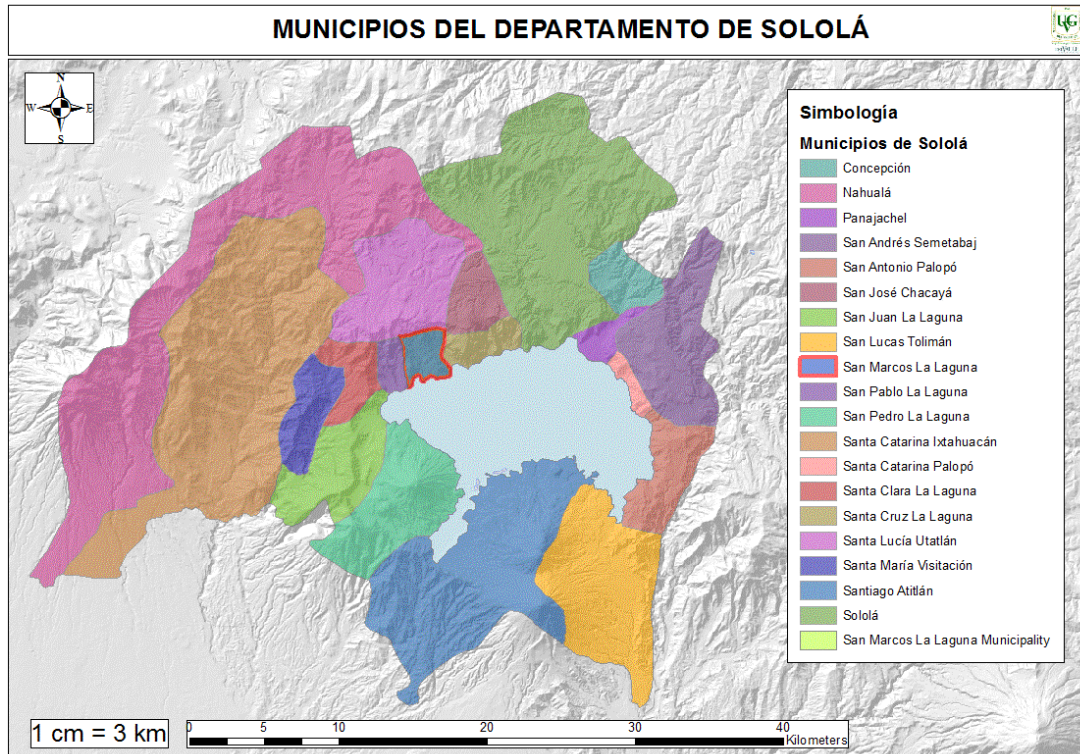 MUNICIPIOS DEL DEPARTAMENTO DE SOLOLÁ
UVG
N
W E
S
Simbología
Municipios de Sololá
Concepción
Nahualá
Panajachel
San Andrés Semetabaj
San Antonio Palopó
San José Chacayá
San Juan La Laguna
San Lucas Tolimán
San Marcos La Laguna
San Pablo La Laguna
San Pedro La Laguna
Santa Catarina Ixtahuacán
Santa Catarina Palopó
Santa Clara La Laguna
Santa Cruz La Laguna
Santa Lucía Utatlán
Santa María Visitación
Santiago Atitlán
Sololá
San Marcos La Laguna Municipality
1 cm = 3 km
0 5 10 20 30 40
Kilometers